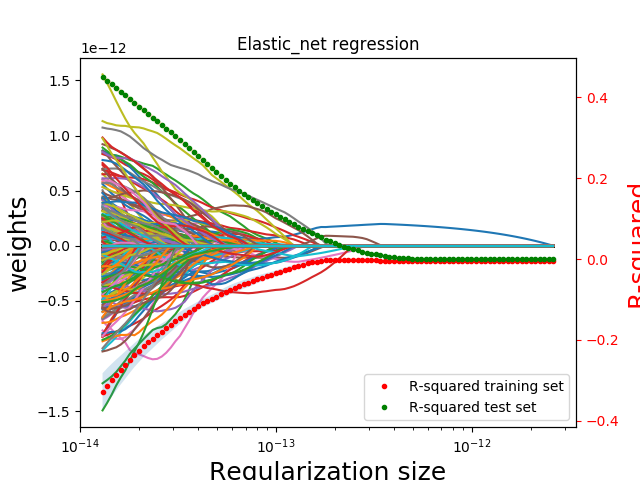 Elastic_net regression
1e−12
1.5
1.0
0.5
0.0
−0.5
−1.0
−1.5
weights
0.4
0.2
0.0
−0.2
−0.4
R-squared
R-squared training set
R-squared test set
10−14
10−13
10−12
Regularization size